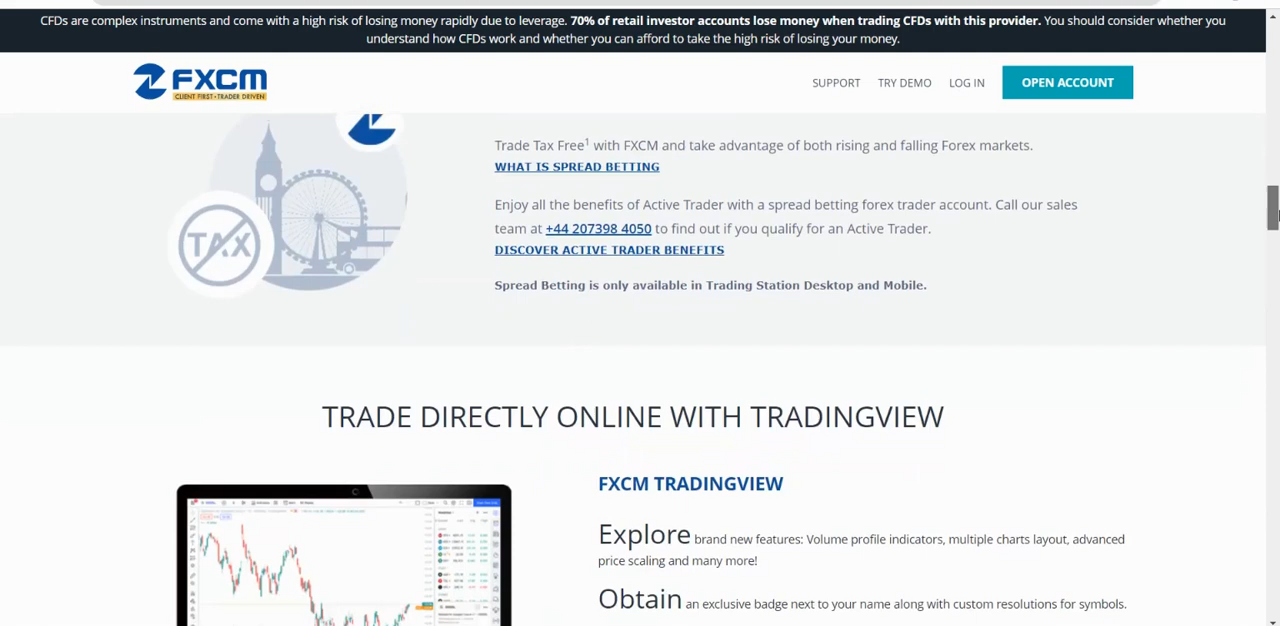 CFDs are complex instruments and come with a high risk of losing money rapidly due to leverage. 70% of retail investor accounts lose money when trading CFDs with this provider. You should consider whether you
understand how CFDs work and whether you can afford to take the high risk of losing your money.
FXCM
CLIENT FIRST•TRADER DRIVEN
SUPPORT TRY DEMO LOG IN OPEN ACCOUNT
TAX
Trade Tax Free¹ with FXCM and take advantage of both rising and falling Forex markets.
WHAT IS SPREAD BETTING
Enjoy all the benefits of Active Trader with a spread betting forex trader account. Call our sales
team at +44 207398 4050 to find out if you qualify for an Active Trader.
DISCOVER ACTIVE TRADER BENEFITS
Spread Betting is only available in Trading Station Desktop and Mobile.
TRADE DIRECTLY ONLINE WITH TRADINGVIEW
FXCM TRADINGVIEW
Explore brand new features: Volume profile indicators, multiple charts layout, advanced
price scaling and many more!
Obtain an exclusive badge next to your name along with custom resolutions for symbols.